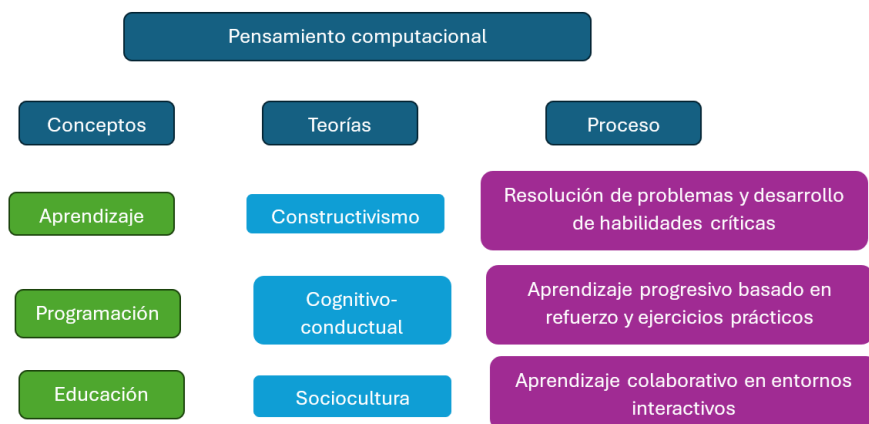 Pensamiento computacional
Conceptos
Teorías
Proceso
Aprendizaje
Constructivismo
Resolución de problemas y desarrollo
de habilidades críticas
Programación
Cognitivo-
conductual
Aprendizaje progresivo basado en
refuerzo y ejercicios prácticos
Educación
Sociocultura
Aprendizaje colaborativo en entornos
interactivos